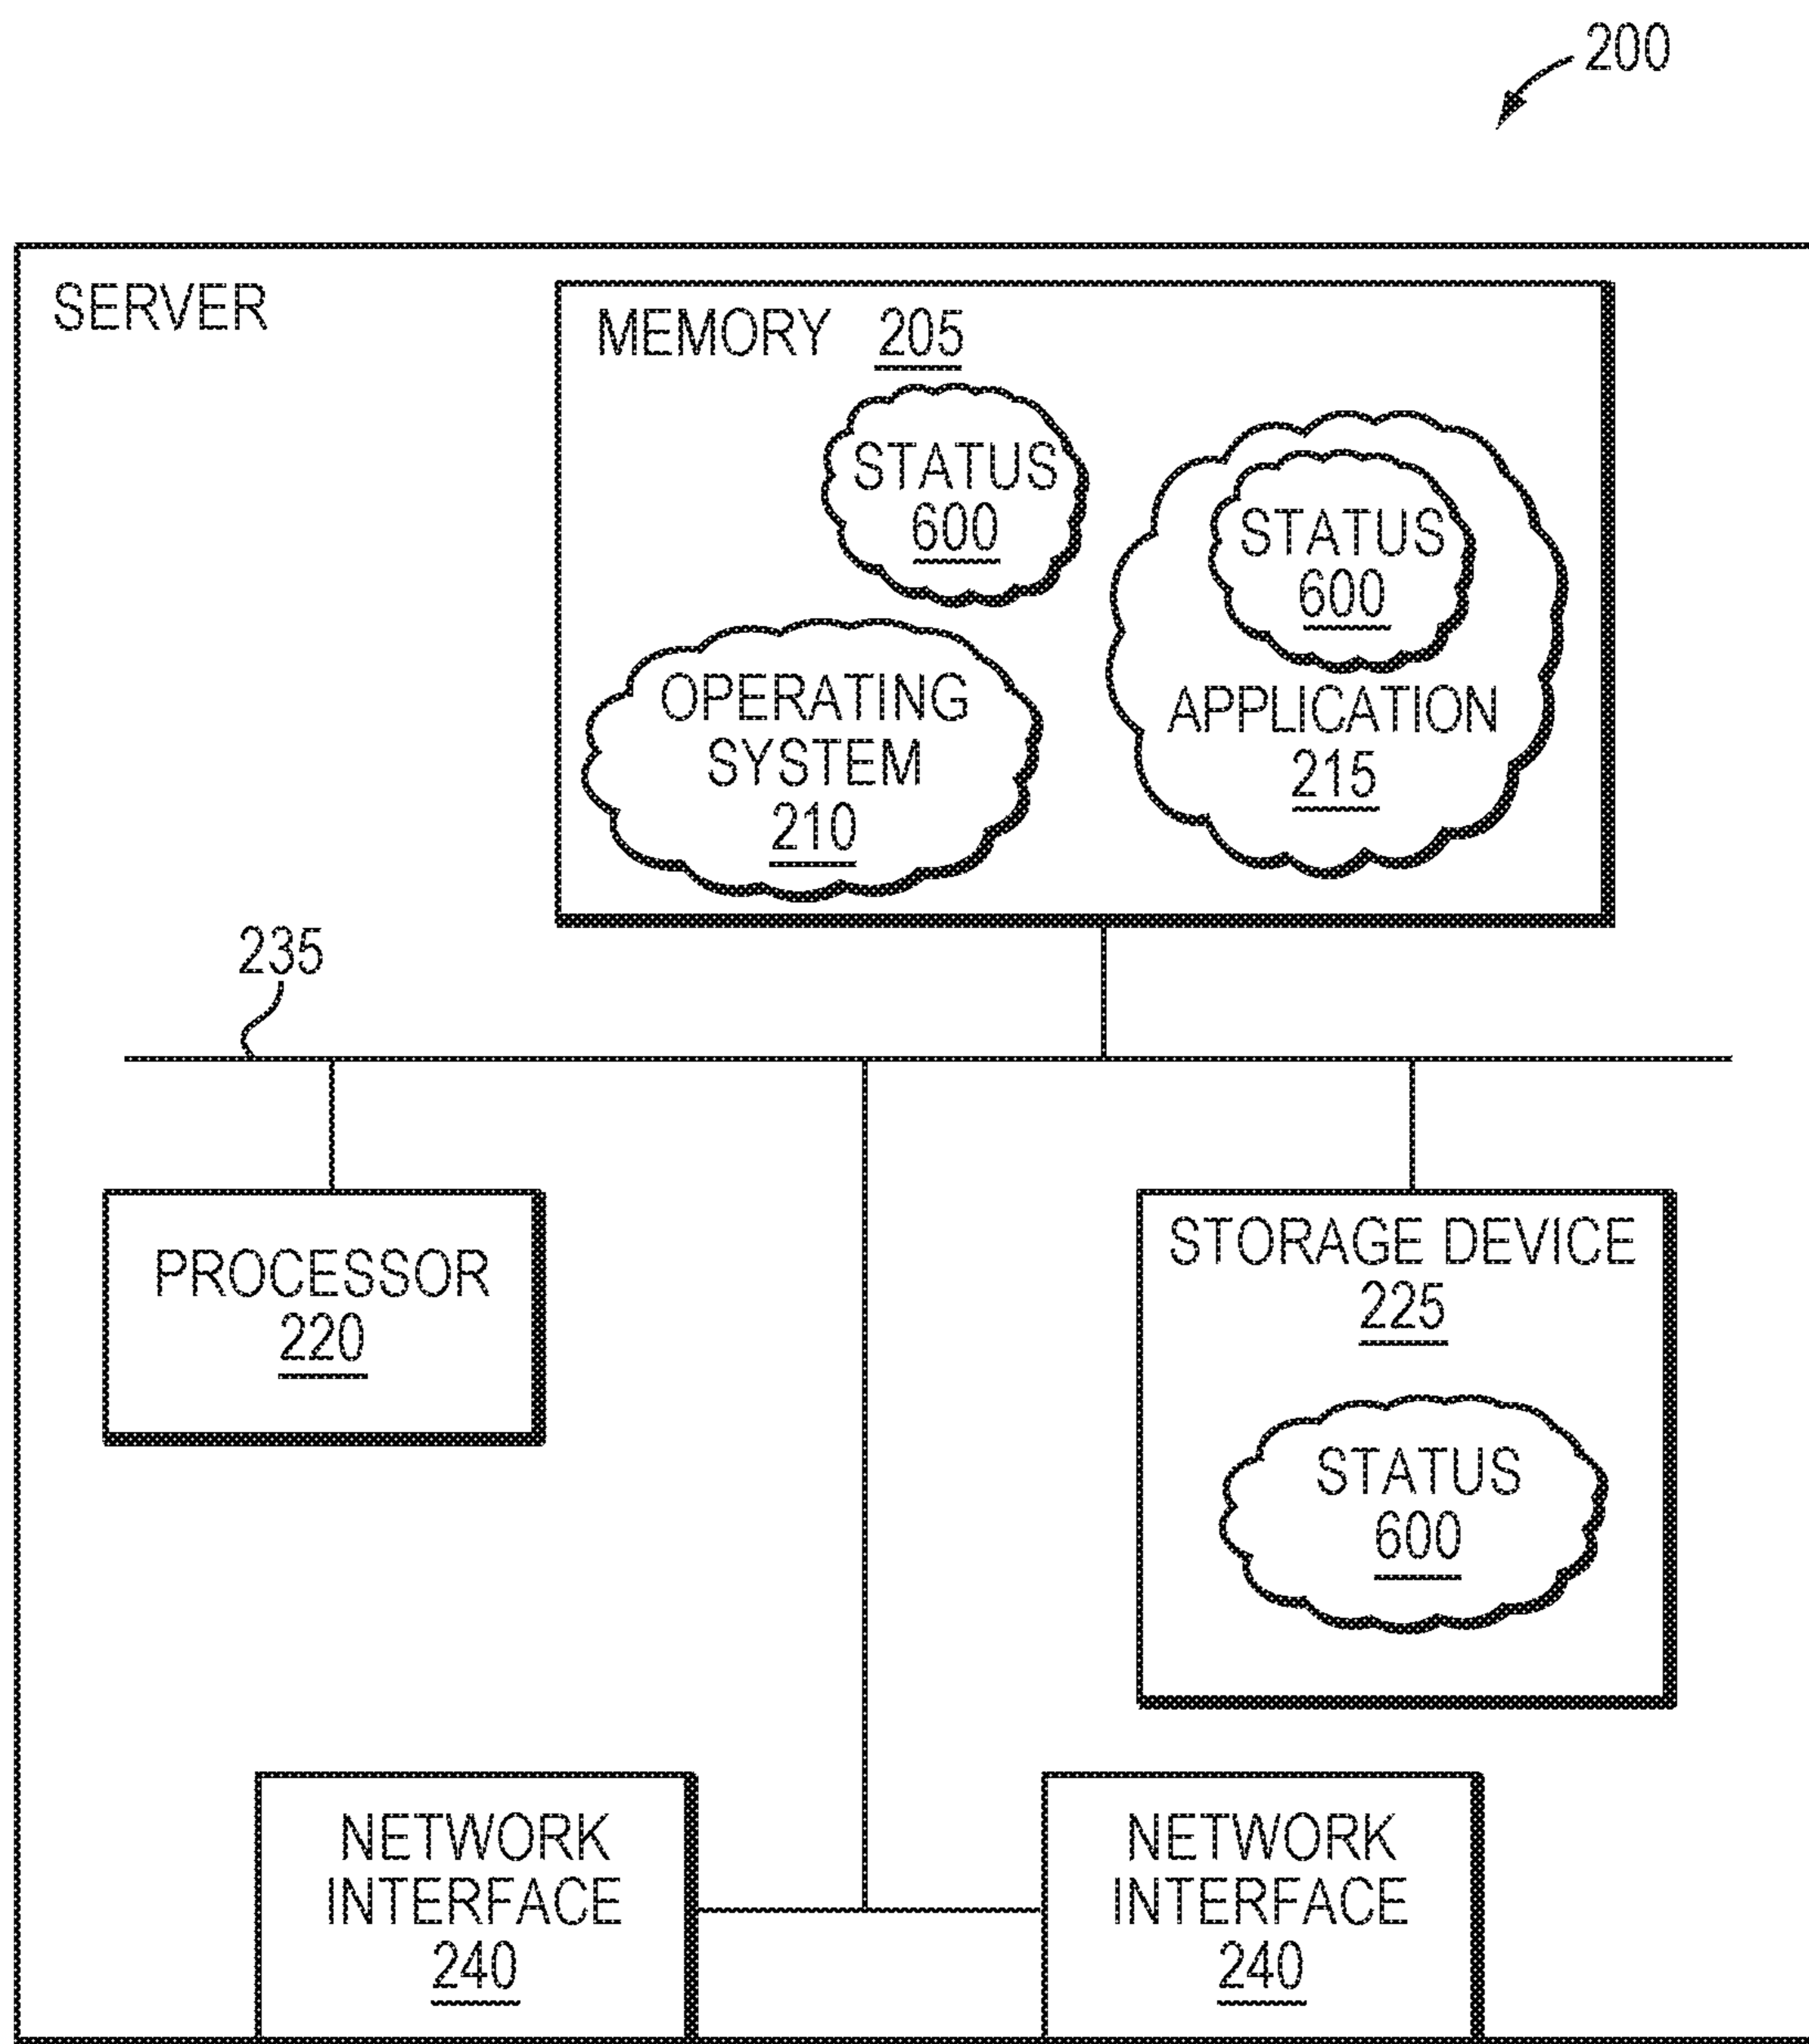 200
SERVER
MEMORY 205
STATUS
600
STATUS
600
OPERATING
SYSTEM
210
APPLICATION
215
235
PROCESSOR
220
STORAGE DEVICE
225
STATUS
600
NETWORK
INTERFACE
240
NETWORK
INTERFACE
240